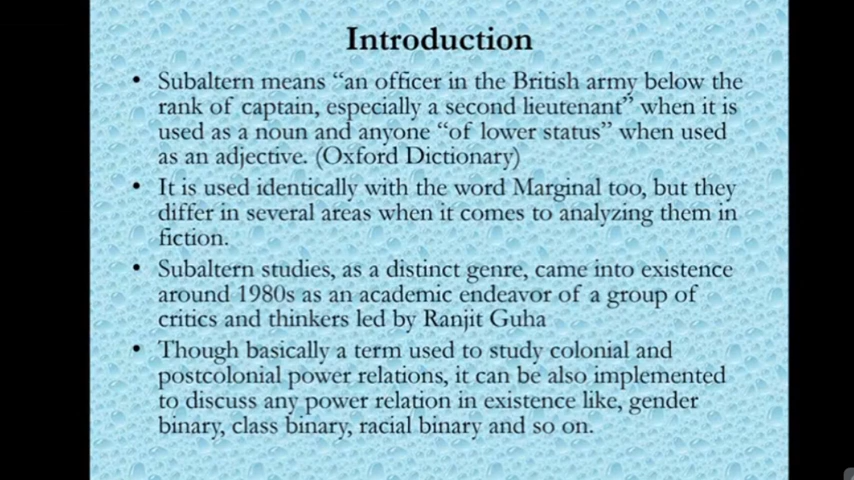 Introduction
• Subaltern means “an officer in the British army below the
rank of captain, especially a second lieutenant” when it is
used as a noun and anyone “of lower status” when used
as an adjective. (Oxford Dictionary)
• It is used identically with the word Marginal too, but they
differ in several areas when it comes to analyzing them in
fiction.
• Subaltern studies, as a distinct genre, came into existence
around 1980s as an academic endeavor of a group of
critics and thinkers led by Ranjit Guha
• Though basically a term used to study colonial and
postcolonial power relations, it can be also implemented
to discuss any power relation in existence like, gender
binary, class binary, racial binary and so on.